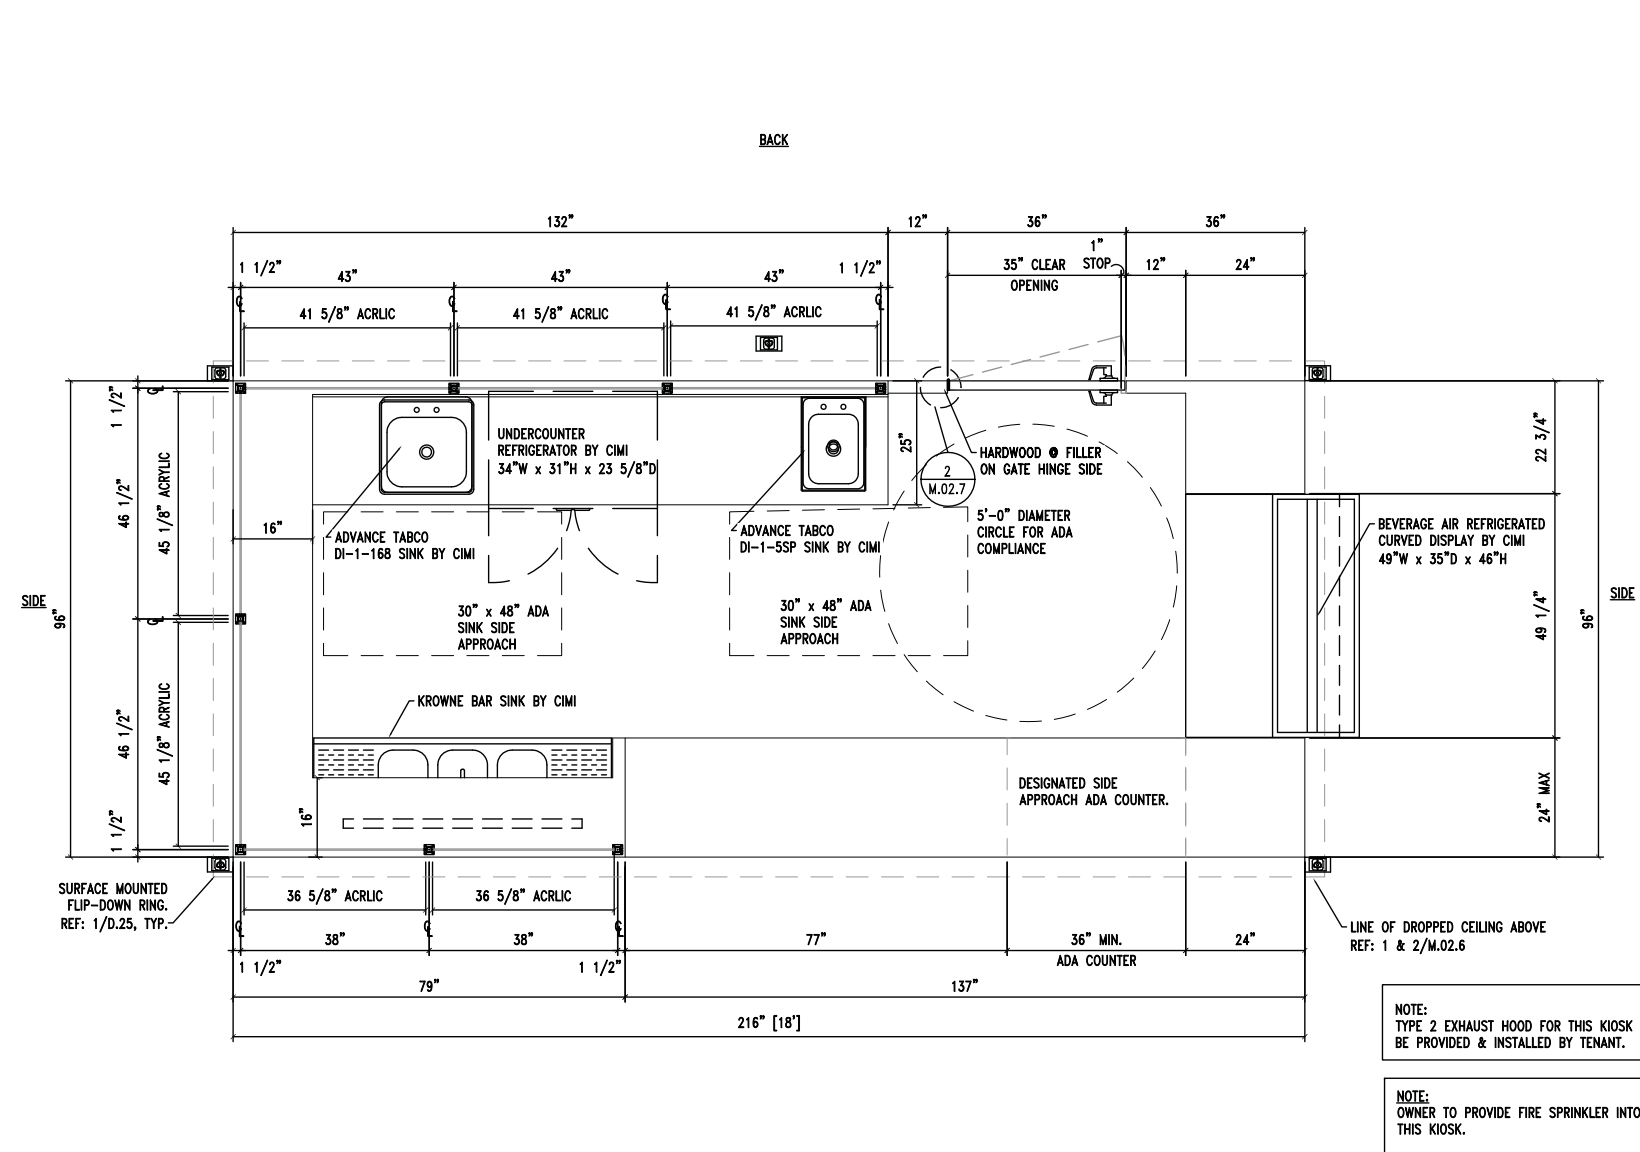 BACK
132”
12”
36”
36”
1”
STOP
1 1/2”
43”
43”
43”
1 1/2”
35” CLEAR
OPENING
12”
24”
41 5/8” ACRLIC
41 5/8” ACRLIC
41 5/8” ACRLIC
1 1/2”
46 1/2”
45 1/8” ACRYLIC
UNDERCOUNTER
REFRIGERATOR BY CIMI
34”W x 31”H x 23 5/8”D
25”
HARDWOOD @ FILLER
ON GATE HINGE SIDE
2
M.02.7
22 3/4”
16”
ADVANCE TABCO
DI-1-168 SINK BY CIMI
ADVANCE TABCO
DI-1-5SP SINK BY CIMI
5’-0” DIAMETER
CIRCLE FOR ADA
COMPLIANCE
BEVERAGE AIR REFRIGERATED
CURVED DISPLAY BY CIMI
49”W x 35”D x 46”H
SIDE
96”
30” x 48” ADA
SINK SIDE
APPROACH
30” x 48” ADA
SINK SIDE
APPROACH
49 1/4”
96”
SIDE
46 1/2”
45 1/8” ACRYLIC
KROWNE BAR SINK BY CIMI
1 1/2”
16”
DESIGNATED SIDE
APPROACH ADA COUNTER.
24” MAX
SURFACE MOUNTED
FLIP-DOWN RING.
REF: 1/D.25, TYP.
36 5/8” ACRLIC
36 5/8” ACRLIC
38”
38”
77”
36” MIN.
ADA COUNTER
24”
1 1/2”
1 1/2”
LINE OF DROPPED CEILING ABOVE
REF: 1 & 2/M.02.6
79”
137”
216” [18’]
NOTE:
TYPE 2 EXHAUST HOOD FOR THIS KIOSK
BE PROVIDED & INSTALLED BY TENANT.
NOTE:
OWNER TO PROVIDE FIRE SPRINKLER INTO
THIS KIOSK.